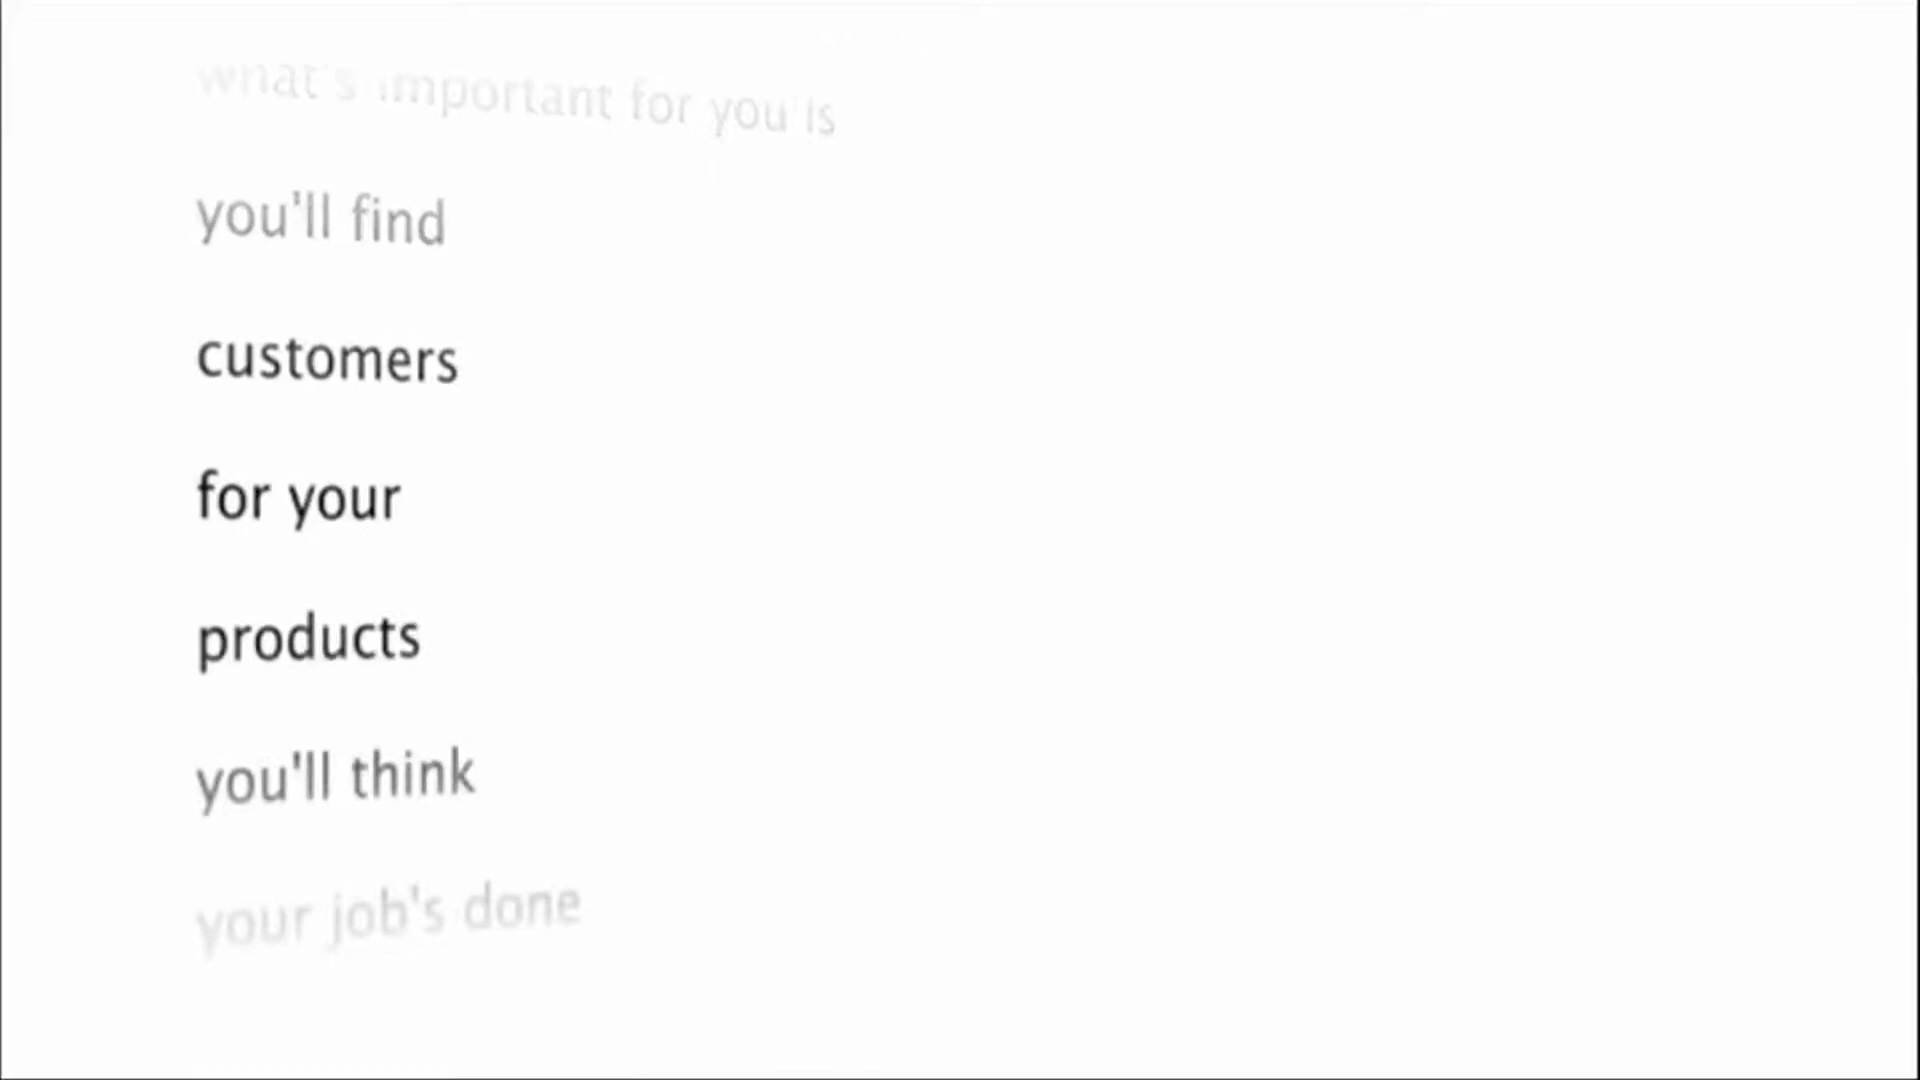 what's important for you is
you'll find
customers
for your
products
you'll think
your job's done